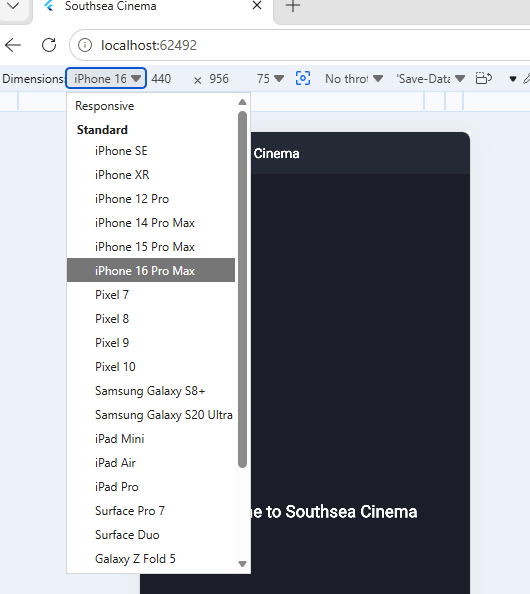 Southsea Cinema
localhost:62492
Dimensions: iPhone 16 440 × 956 75 No throt 'Save-Data
Responsive
Standard
Cinema
iPhone SE
iPhone XR
iPhone 12 Pro
iPhone 14 Pro Max
iPhone 15 Pro Max
iPhone 16 Pro Max
Pixel 7
Pixel 8
Pixel 9
Pixel 10
Samsung Galaxy S8+
Samsung Galaxy S20 Ultra
iPad Mini
iPad Air
iPad Pro
Surface Pro 7
e to Southsea Cinema
Surface Duo
Galaxy Z Fold 5